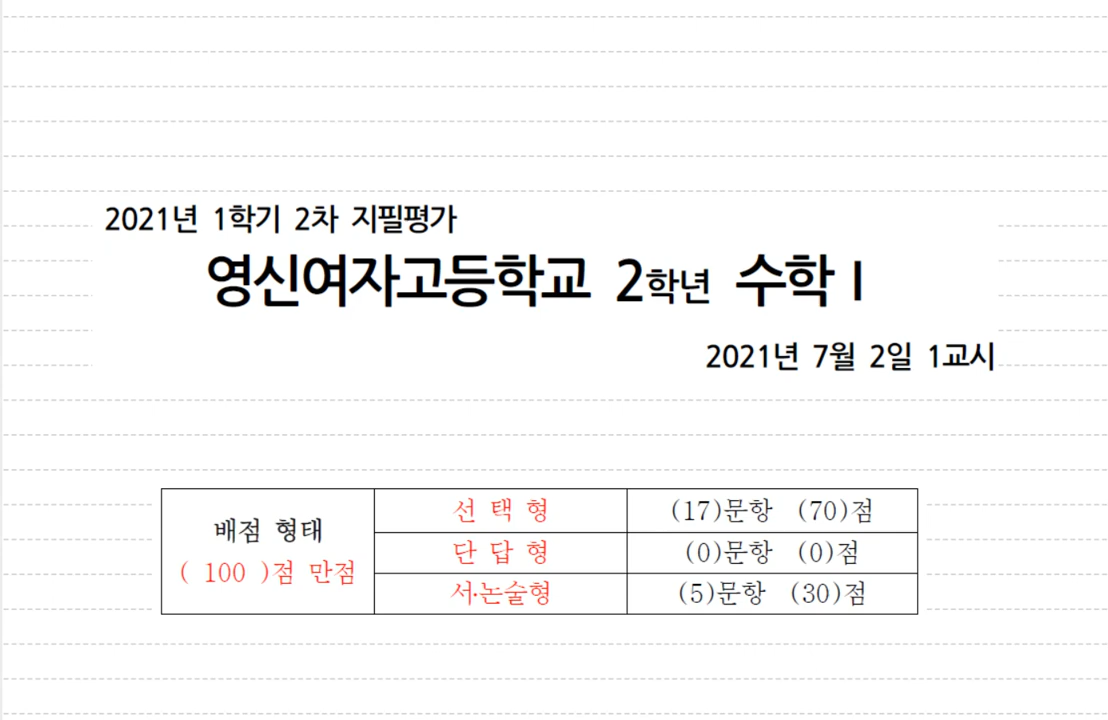 2021년 1학기 2차 지필평가
영신여자고등학교 2학년 수학 I
2021년 7월 2일 1교시
배점 형태
( 100 )점 만점
선 택 형 (17)문항 (70)점
단 답 형 (0)문항 (0)점
서·논술형 (5)문항 (30)점